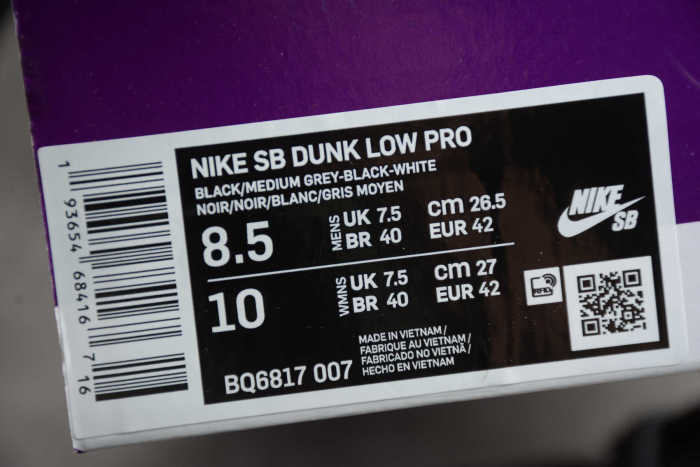 NIKE SB DUNK LOW PRO
BLACK/MEDIUM GREY-BLACK-WHITE
NOIR/NOIR/BLANC/GRIS MOYEN
8.5 MENS UK 7.5 cm 26.5
BR 40 EUR 42
10 WMNS UK 7.5 cm 27
BR 40 EUR 42
NIKE
SB
RFID
MADE IN VIETNAM/
FABRIQUE AU VIETNAM/
FABRICADO NO VIETNÃ/
HECHO EN VIETNAM
BQ6817 007
1 93654 68416 7 16